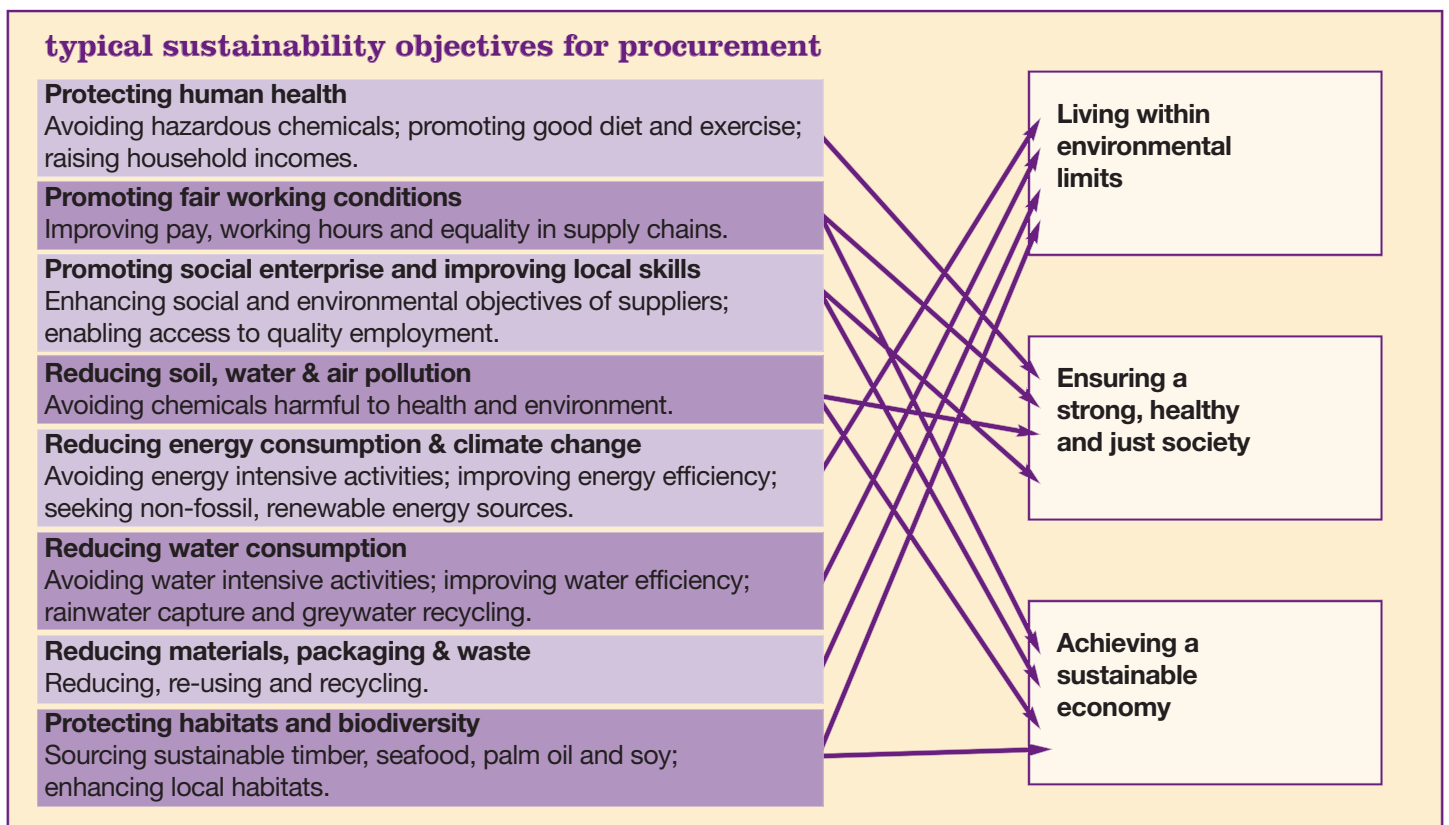 typical sustainability objectives for procurement
Protecting human health
Avoiding hazardous chemicals; promoting good diet and exercise;
raising household incomes.
Promoting fair working conditions
Improving pay, working hours and equality in supply chains.
Promoting social enterprise and improving local skills
Enhancing social and environmental objectives of suppliers;
enabling access to quality employment.
Reducing soil, water & air pollution
Avoiding chemicals harmful to health and environment.
Reducing energy consumption & climate change
Avoiding energy intensive activities; improving energy efficiency;
seeking non-fossil, renewable energy sources.
Reducing water consumption
Avoiding water intensive activities; improving water efficiency;
rainwater capture and greywater recycling.
Reducing materials, packaging & waste
Reducing, re-using and recycling.
Protecting habitats and biodiversity
Sourcing sustainable timber, seafood, palm oil and soy;
enhancing local habitats.
Living within
environmental
limits
Ensuring a
strong, healthy
and just society
Achieving a
sustainable
economy